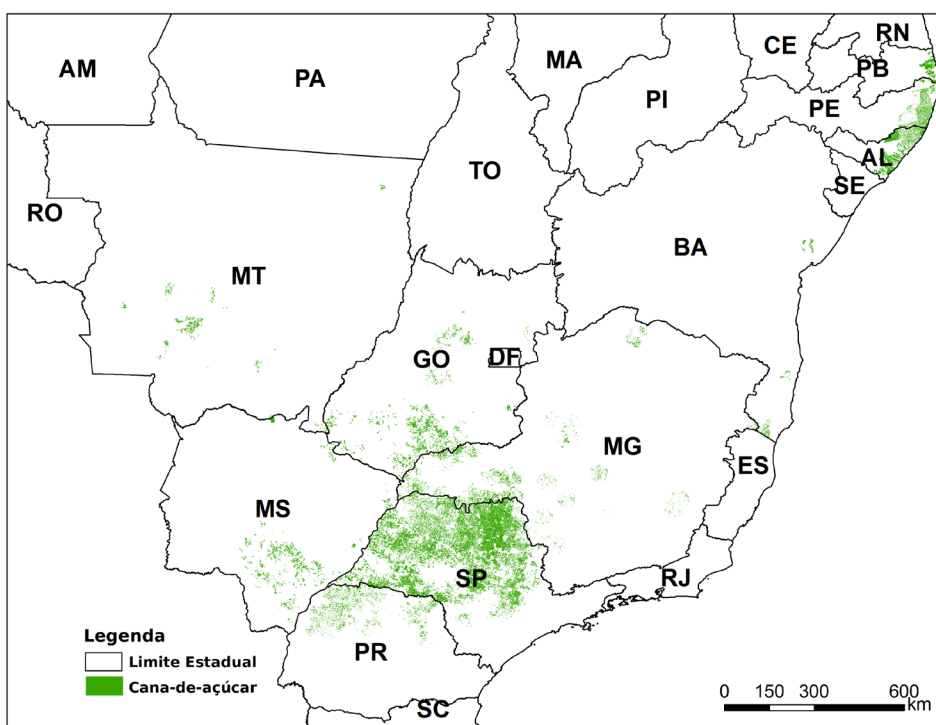 RN
CE
AM
PA
MA
PB
PI
PE
AL
TO
SE
RO
BA
MT
GO
DF
MG
ES
MS
SP
RJ
Legenda
Limite Estadual
PR
Cana-de-açúcar
SC
0 150 300 600
km